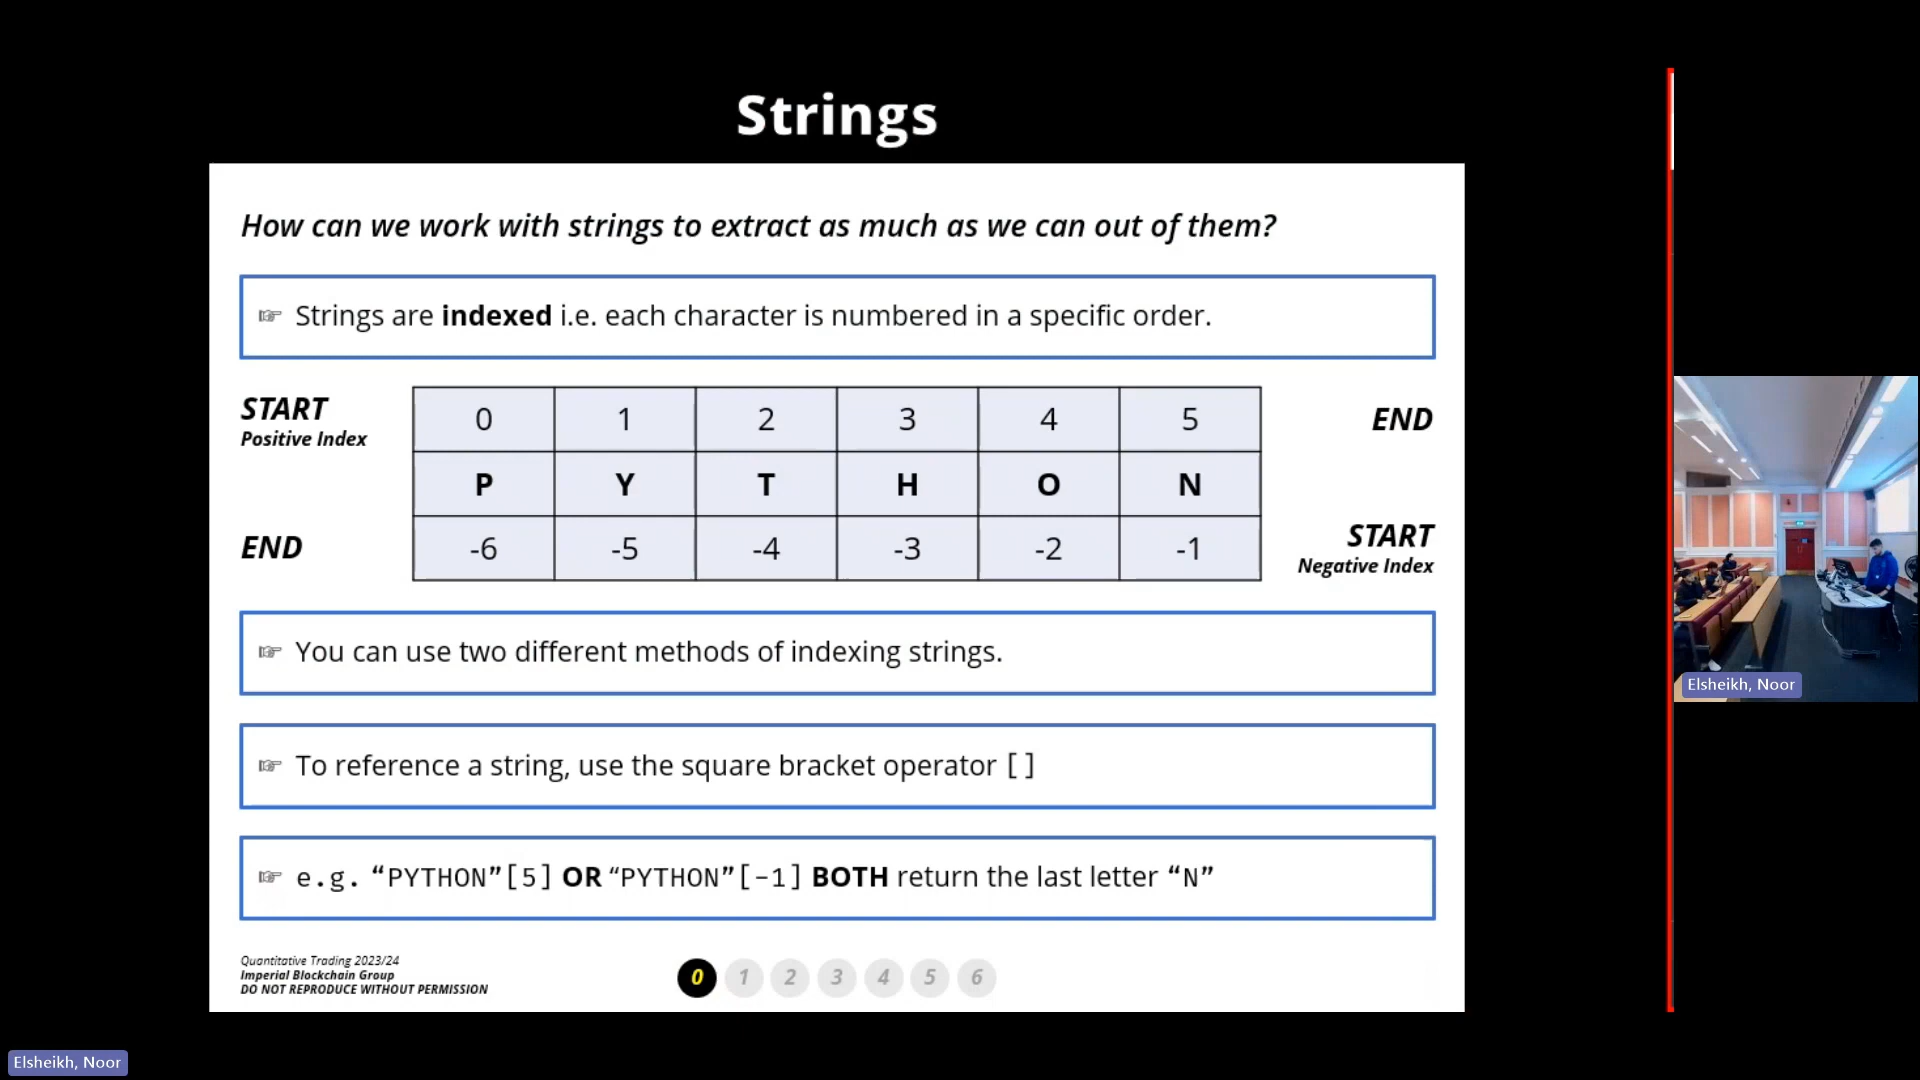 Strings
How can we work with strings to extract as much as we can out of them?
☞ Strings are indexed i.e. each character is numbered in a specific order.
START
Positive Index
0 1 2 3 4 5
END
P Y T H O N
END
-6 -5 -4 -3 -2 -1
START
Negative Index
☞ You can use two different methods of indexing strings.
☞ To reference a string, use the square bracket operator []
☞ e.g. “PYTHON”[5] OR “PYTHON”[-1] BOTH return the last letter “N”
Quantitative Trading 2023/24
Imperial Blockchain Group
DO NOT REPRODUCE WITHOUT PERMISSION
0 1 2 3 4 5 6
Elsheikh, Noor
Elsheikh, Noor